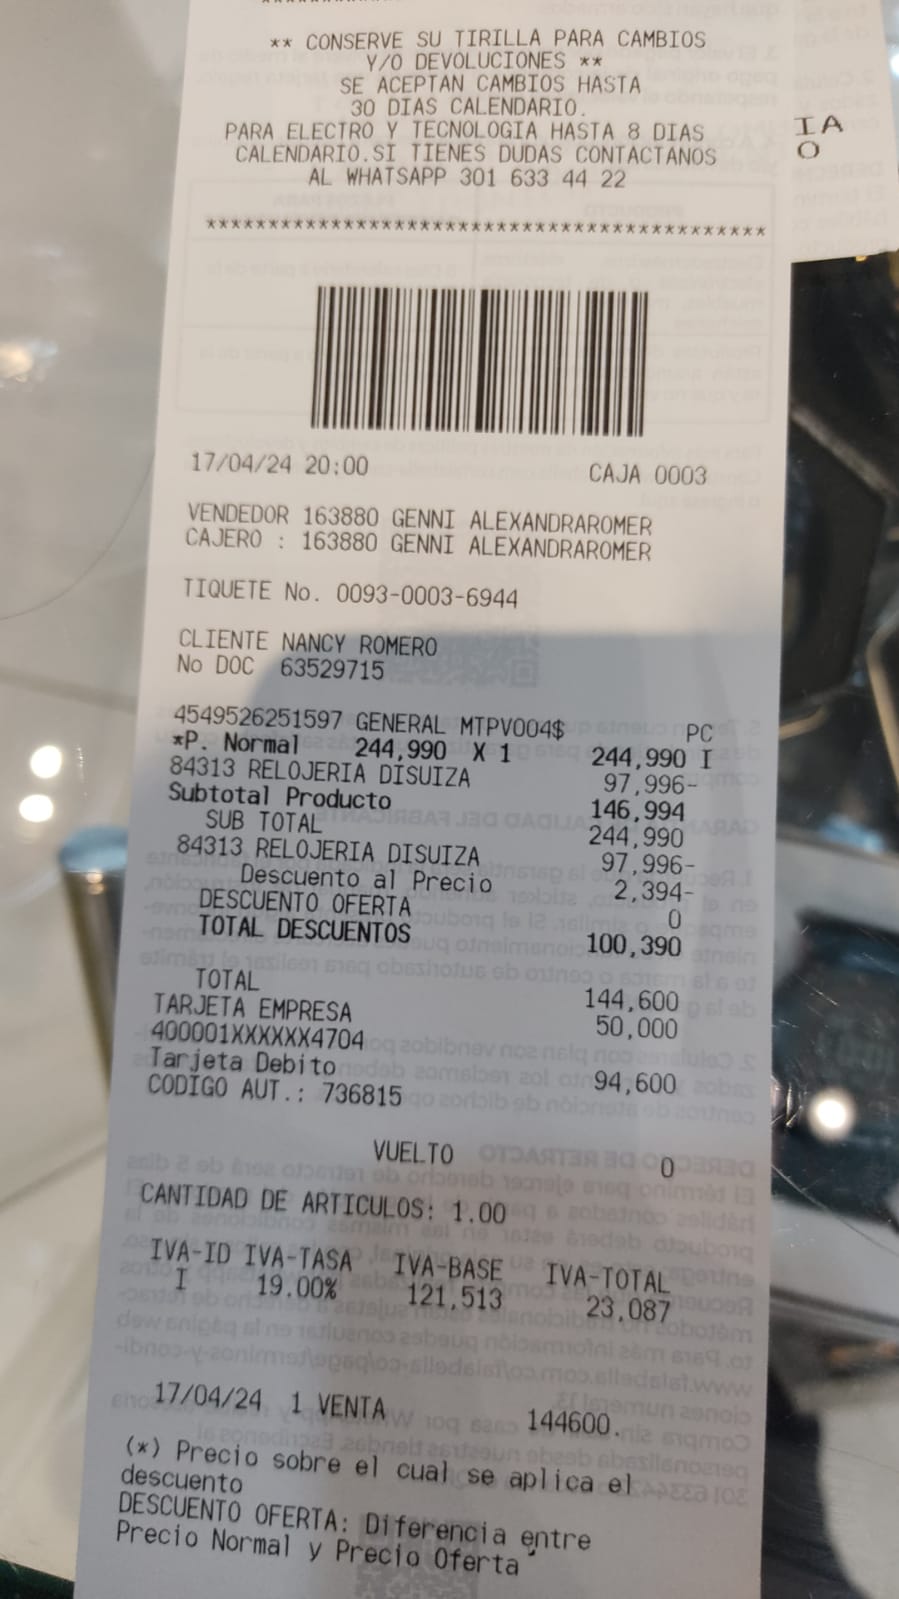 ** CONSERVE SU TIRILLA PARA CAMBIOS
Y/O DEVOLUCIONES **
SE ACEPTAN CAMBIOS HASTA
30 DIAS CALENDARIO.
PARA ELECTRO Y TECNOLOGIA HASTA 8 DIAS
CALENDARIO.SI TIENES DUDAS CONTACTANOS
AL WHATSAPP 301 633 44 22
*********************************************
IA
O
17/04/24 20:00 CAJA 0003
VENDEDOR 163880 GENNI ALEXANDRAROMER
CAJERO : 163880 GENNI ALEXANDRAROMER
TIQUETE No. 0093-0003-6944
CLIENTE NANCY ROMERO
No DOC 63529715
4549526251597 GENERAL MTPV004$ PC
*P. Normal 244,990 X 1 244,990 I
84313 RELOJERIA DISUIZA 97,996-
Subtotal Producto 146,994
SUB TOTAL 244,990
84313 RELOJERIA DISUIZA 97,996-
Descuento al Precio 2,394-
DESCUENTO OFERTA 0
TOTAL DESCUENTOS 100,390
TOTAL 144,600
TARJETA EMPRESA 50,000
400001XXXXXX4704
Tarjeta Debito 94,600
CODIGO AUT.: 736815
VUELTO 0
CANTIDAD DE ARTICULOS: 1.00
IVA-ID IVA-TASA IVA-BASE IVA-TOTAL
I 19.00% 121,513 23,087
17/04/24 1 VENTA 144600.
(*) Precio sobre el cual se aplica el
descuento
DESCUENTO OFERTA: Diferencia entre
Precio Normal y Precio Oferta